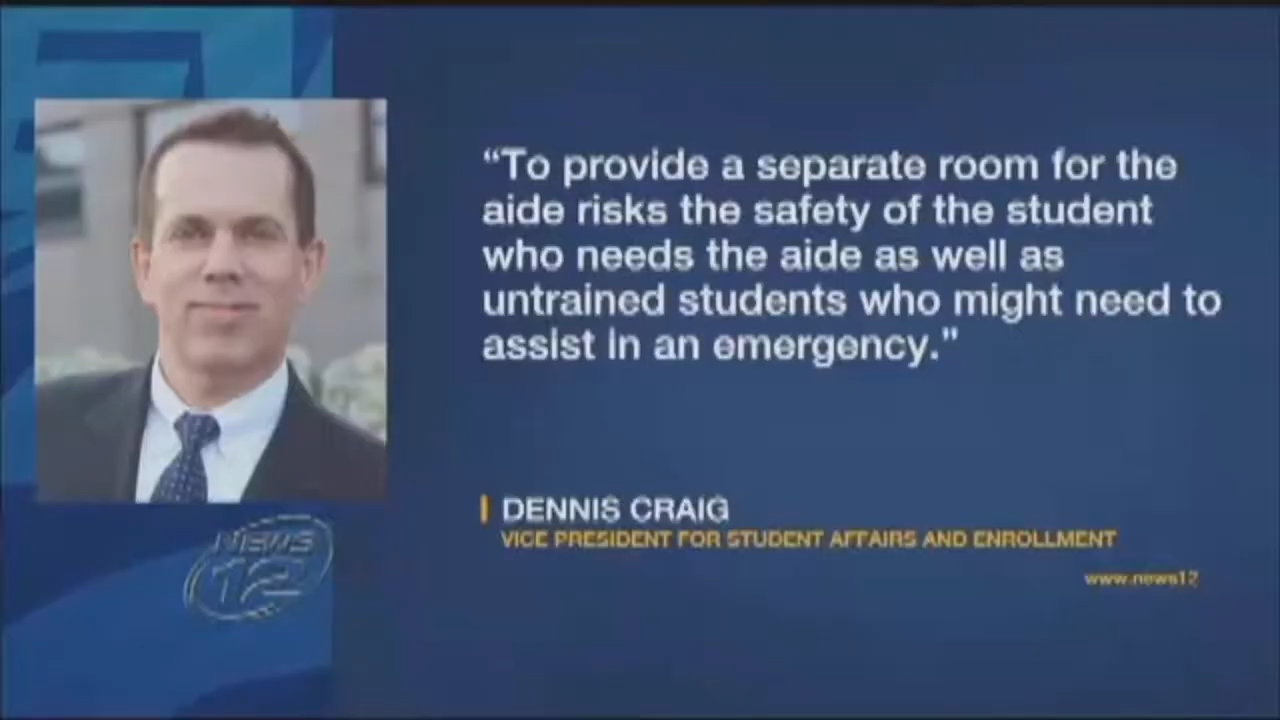 “To provide a separate room for the
aide risks the safety of the student
who needs the aide as well as
untrained students who might need to
assist in an emergency.”
DENNIS CRAIG
VICE PRESIDENT FOR STUDENT AFFAIRS AND ENROLLMENT
www.news12
NEWS
12